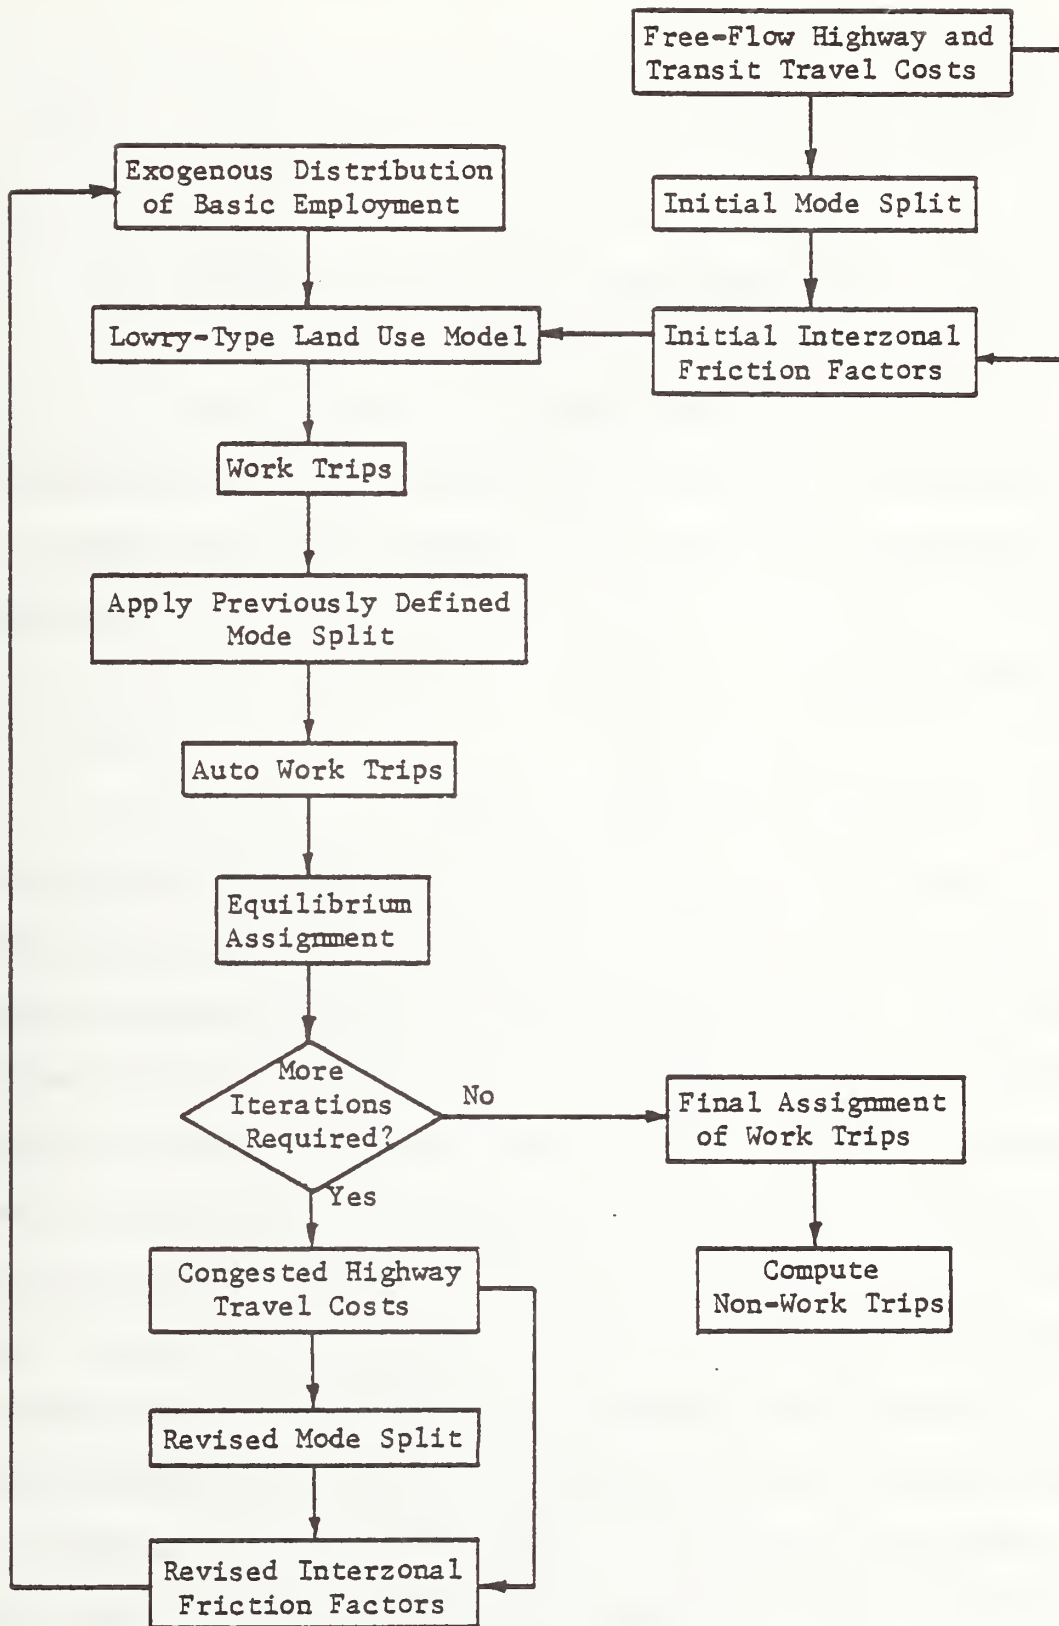 Free-Flow Highway and
Transit Travel Costs
Exogenous Distribution
of Basic Employment
Initial Mode Split
Lowry-Type Land Use Model
Initial Interzonal
Friction Factors
Work Trips
Apply Previously Defined
Mode Split
Auto Work Trips
Equilibrium
Assignment
More
Iterations
Required?
No
Final Assignment
of Work Trips
Yes
Congested Highway
Travel Costs
Compute
Non-Work Trips
Revised Mode Split
Revised Interzonal
Friction Factors